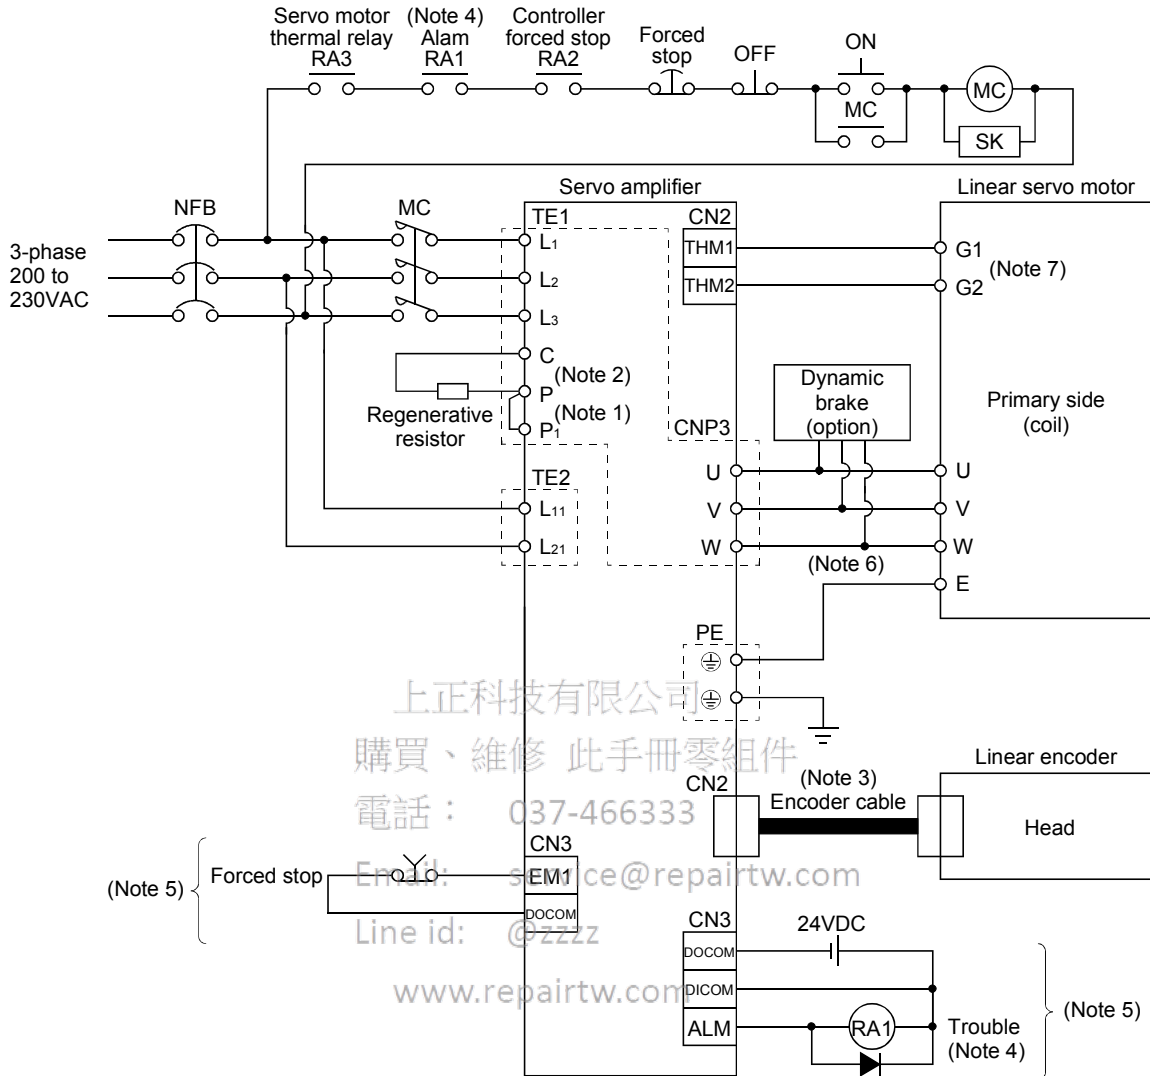 Servo motor
thermal relay
RA3
(Note 4)
Alam
RA1
Controller
forced stop
RA2
Forced
stop
OFF
ON
MC
MC
SK
3-phase
200 to
230VAC
NFB
MC
Servo amplifier
Linear servo motor
TE1
L1
L2
L3
C
(Note 2)
P
(Note 1)
P1
Regenerative
resistor
TE2
L11
L21
CN2
THM1
THM2
G1
(Note 7)
G2
Dynamic
brake
(option)
Primary side
(coil)
CNP3
U
V
W
U
V
W
(Note 6)
E
PE
上正科技有限公司
購買、維修 此手冊零組件
電話： 037-466333
Email: service@repairtw.com
Line id: @zzzz
www.repairtw.com
CN2
(Note 3)
Encoder cable
Linear encoder
Head
(Note 5)
Forced stop
CN3
EM1
DOCOM
CN3
DOCOM
DICOM
ALM
24VDC
RA1
Trouble
(Note 4)
(Note 5)